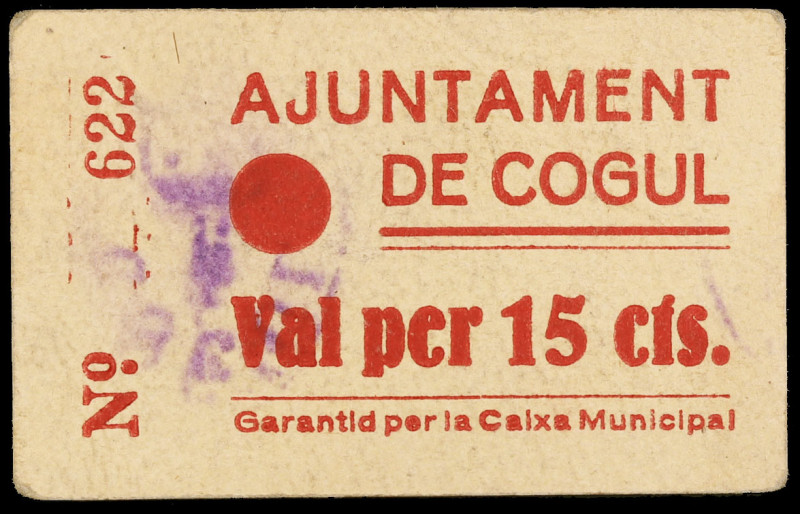 Nº 622
AJUNTAMENT
DE COGUL
Val per 15 cts.
Garantid per la Caixa Municipal